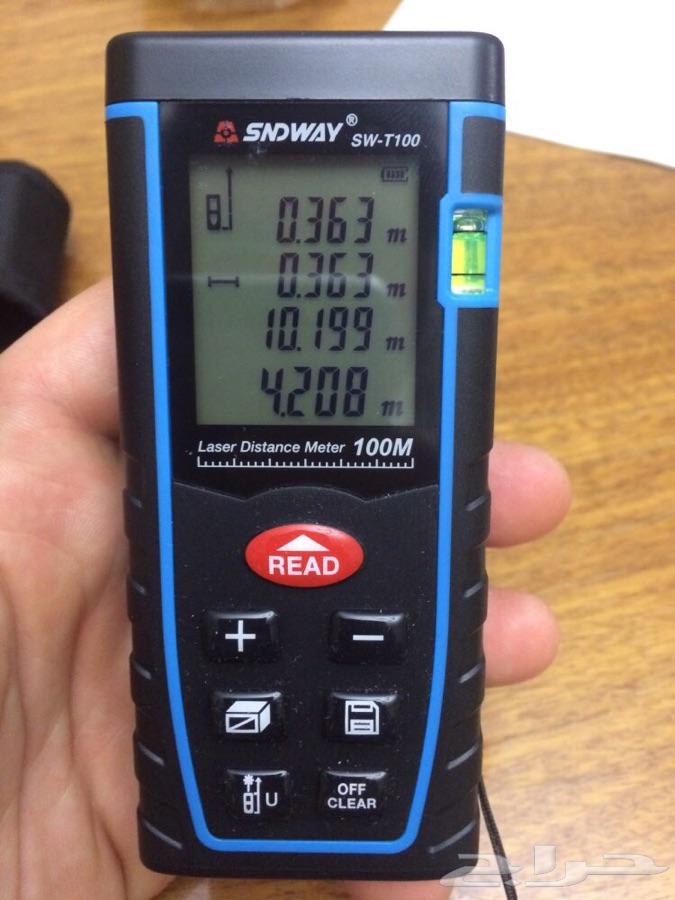 SNDWAY® SW-T100
0.363 m
0.363 m
10.199 m
4.208 m
Laser Distance Meter 100M
READ
+ −
U OFF
CLEAR
حراج